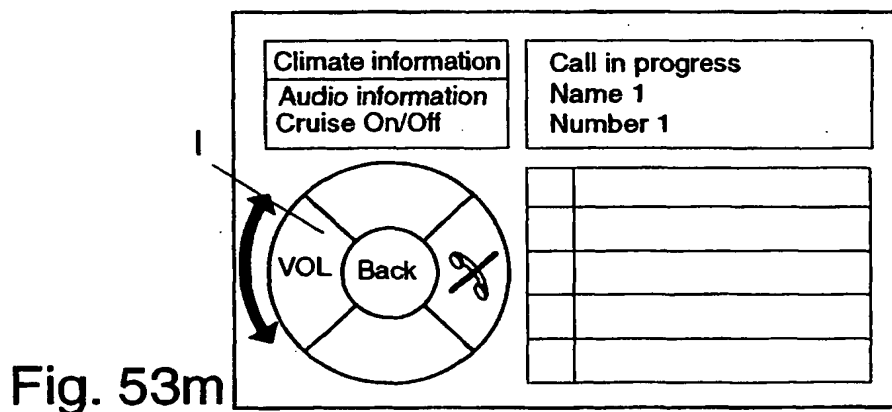 Climate information
Audio information
Cruise On/Off
Call in progress
Name 1
Number 1
I
VOL
Back
Fig. 53m